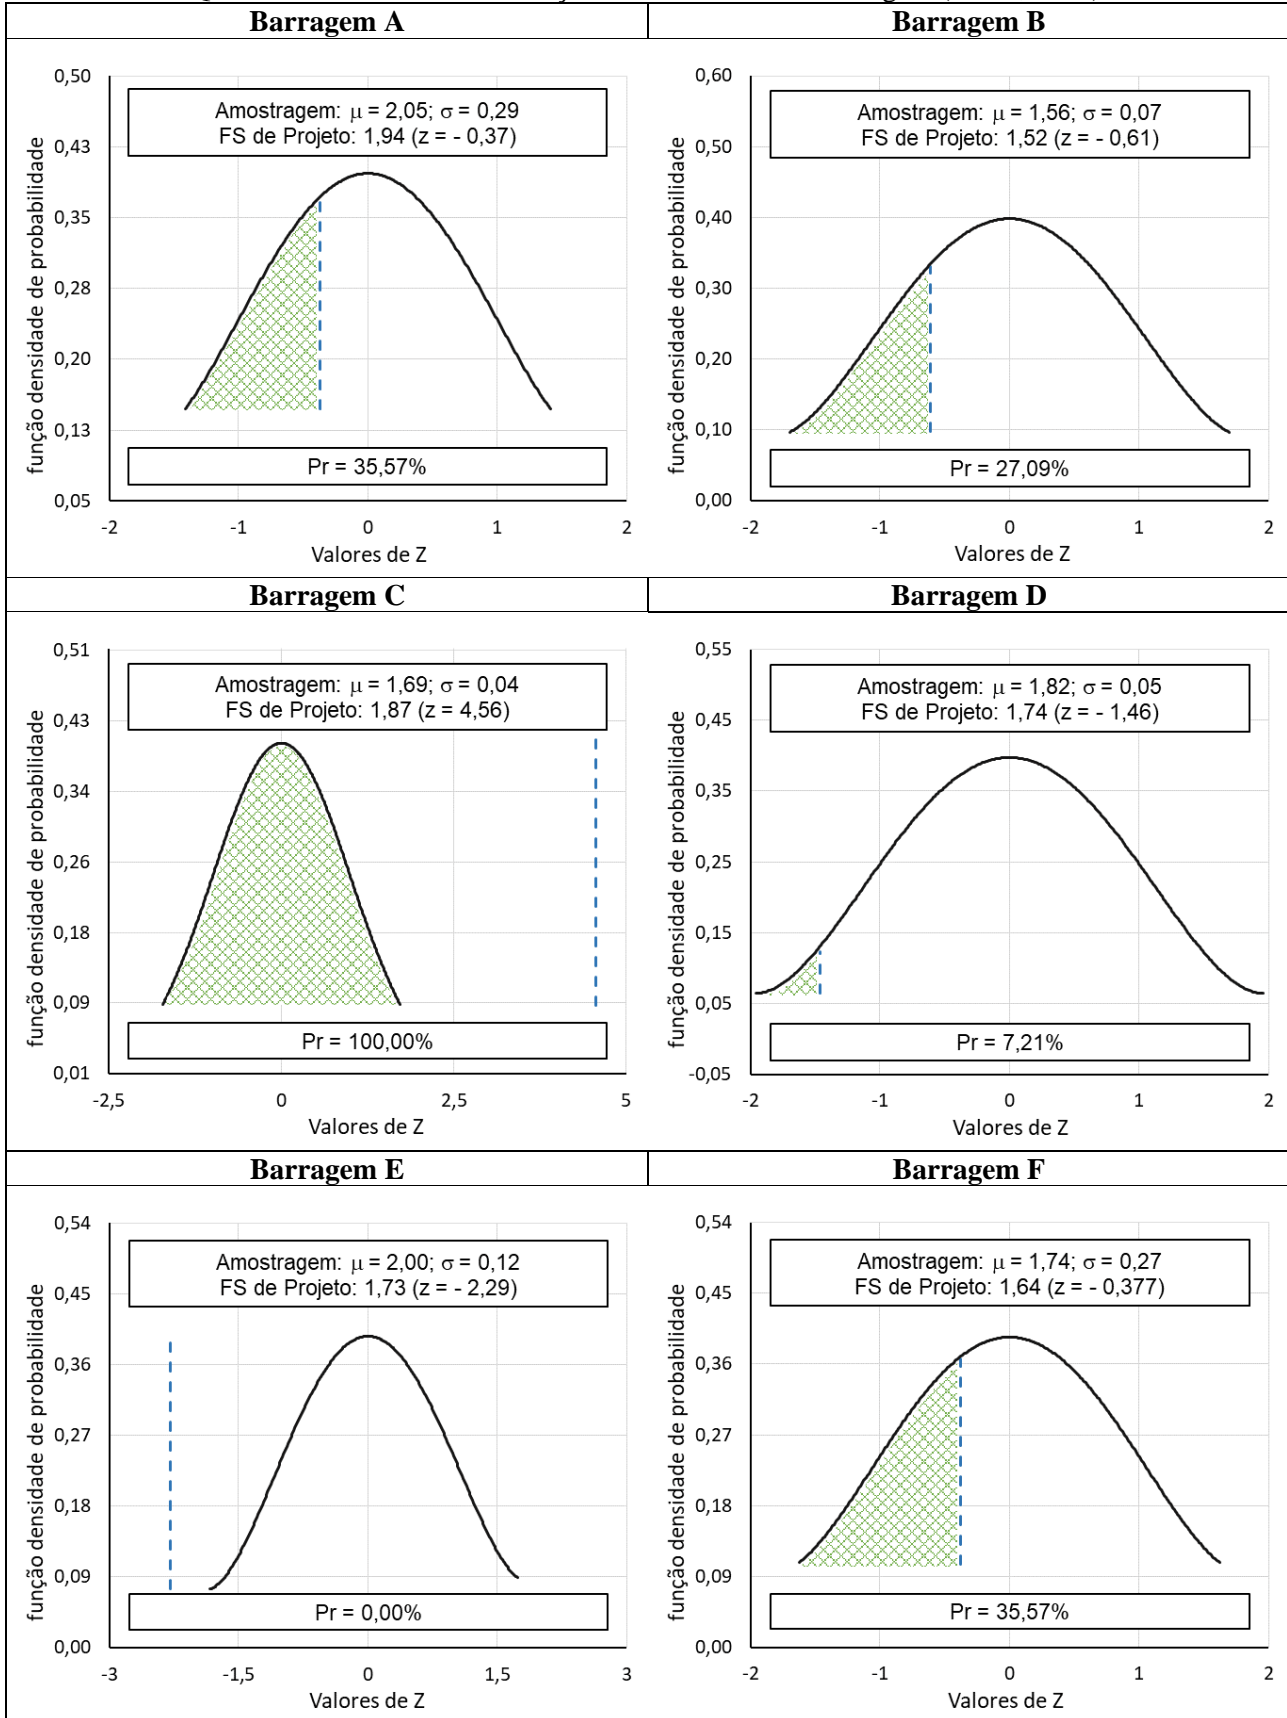 Barragem A
Barragem B
0,50
0,43
0,35
0,28
0,20
0,13
0,05
função densidade de probabilidade
Amostragem: μ = 2,05; σ = 0,29
FS de Projeto: 1,94 (z = - 0,37)
Pr = 35,57%
-2
-1
0
1
2
Valores de Z
0,60
0,50
0,40
0,30
0,20
0,10
0,00
função densidade de probabilidade
Amostragem: μ = 1,56; σ = 0,07
FS de Projeto: 1,52 (z = - 0,61)
Pr = 27,09%
-2
-1
0
1
2
Valores de Z
Barragem C
Barragem D
0,51
0,43
0,34
0,26
0,18
0,09
0,01
função densidade de probabilidade
Amostragem: μ = 1,69; σ = 0,04
FS de Projeto: 1,87 (z = 4,56)
Pr = 100,00%
-2,5
0
2,5
5
Valores de Z
0,55
0,45
0,35
0,25
0,15
0,05
-0,05
função densidade de probabilidade
Amostragem: μ = 1,82; σ = 0,05
FS de Projeto: 1,74 (z = - 1,46)
Pr = 7,21%
-2
-1
0
1
2
Valores de Z
Barragem E
Barragem F
0,54
0,45
0,36
0,27
0,18
0,09
0,00
função densidade de probabilidade
Amostragem: μ = 2,00; σ = 0,12
FS de Projeto: 1,73 (z = - 2,29)
Pr = 0,00%
-3
-1,5
0
1,5
3
Valores de Z
0,54
0,45
0,36
0,27
0,18
0,09
0,00
função densidade de probabilidade
Amostragem: μ = 1,74; σ = 0,27
FS de Projeto: 1,64 (z = - 0,377)
Pr = 35,57%
-2
-1
0
1
2
Valores de Z